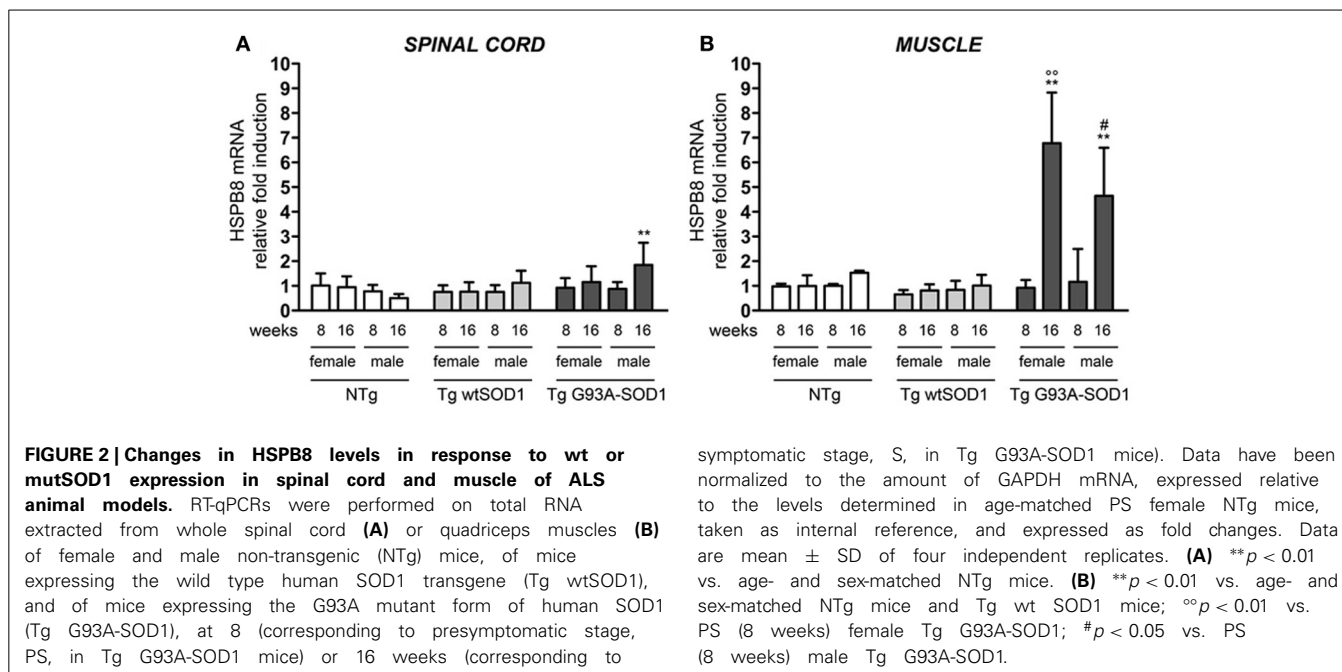 A
SPINAL CORD
HSPB8 mRNA
relative fold induction
10
9
8
7
6
5
4
3
2
1
0
**
weeks 8 16 8 16 8 16 8 16 8 16 8 16
female male female male female male
NTg Tg wtSOD1 Tg G93A-SOD1
B
MUSCLE
HSPB8 mRNA
relative fold induction
10
9
8
7
6
5
4
3
2
1
0
°°
**
#
**
weeks 8 16 8 16 8 16 8 16 8 16 8 16
female male female male female male
NTg Tg wtSOD1 Tg G93A-SOD1
FIGURE 2 | Changes in HSPB8 levels in response to wt or
mutSOD1 expression in spinal cord and muscle of ALS
animal models. RT-qPCRs were performed on total RNA
extracted from whole spinal cord (A) or quadriceps muscles (B)
of female and male non-transgenic (NTg) mice, of mice
expressing the wild type human SOD1 transgene (Tg wtSOD1),
and of mice expressing the G93A mutant form of human SOD1
(Tg G93A-SOD1), at 8 (corresponding to presymptomatic stage,
PS, in Tg G93A-SOD1 mice) or 16 weeks (corresponding to
symptomatic stage, S, in Tg G93A-SOD1 mice). Data have been
normalized to the amount of GAPDH mRNA, expressed relative
to the levels determined in age-matched PS female NTg mice,
taken as internal reference, and expressed as fold changes. Data
are mean ± SD of four independent replicates. (A) **p < 0.01
vs. age- and sex-matched NTg mice. (B) **p < 0.01 vs. age- and
sex-matched NTg mice and Tg wt SOD1 mice; °°p < 0.01 vs.
PS (8 weeks) female Tg G93A-SOD1; #p < 0.05 vs. PS
(8 weeks) male Tg G93A-SOD1.